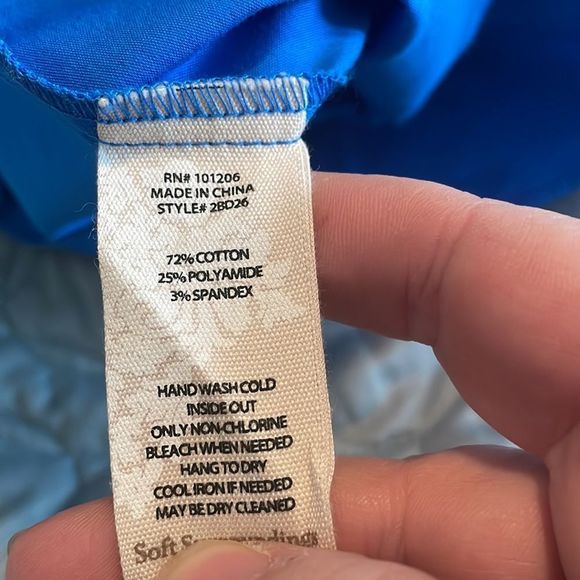 RN# 101206
MADE IN CHINA
STYLE# 2BD26
72% COTTON
25% POLYAMIDE
3% SPANDEX
HAND WASH COLD
INSIDE OUT
ONLY NON-CHLORINE
BLEACH WHEN NEEDED
HANG TO DRY
COOL IRON IF NEEDED
MAY BE DRY CLEANED
Soft